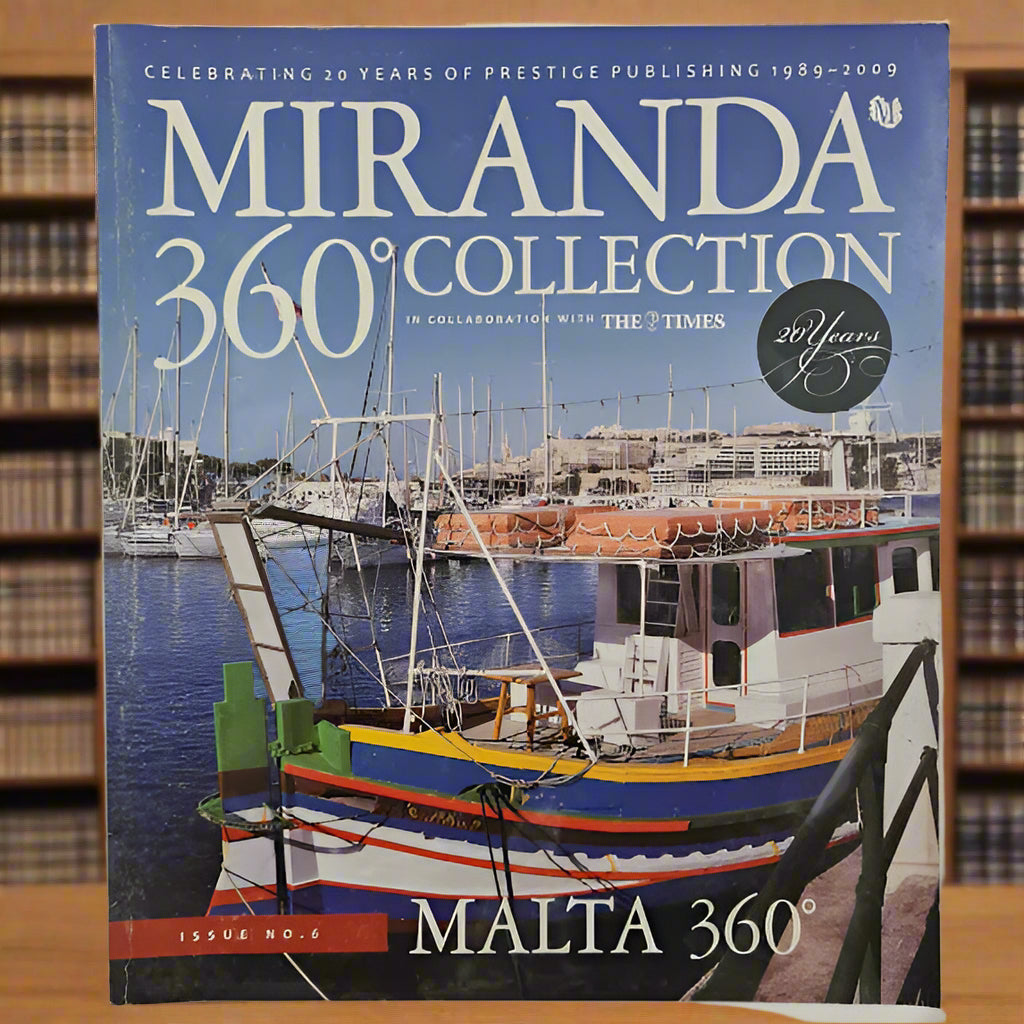 CELEBRATING 20 YEARS OF PRESTIGE PUBLISHING 1989~2009
MIRANDA
360° COLLECTION
IN COLLABORATION WITH THE TIMES
20 Years
ISSUE NO.6
MALTA 360°